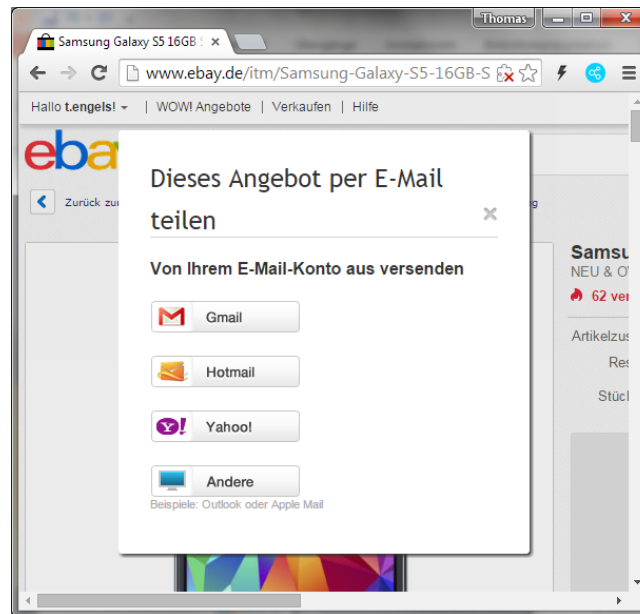 Thomas
Samsung Galaxy S5 16GB
www.ebay.de/itm/Samsung-Galaxy-S5-16GB-S
Hallo t.engels! | WOW! Angebote | Verkaufen | Hilfe
eba
Zurück zu
Dieses Angebot per E-Mail
teilen
Von Ihrem E-Mail-Konto aus versenden
Gmail
Hotmail
Yahoo!
Andere
Beispiele: Outlook oder Apple Mail
Samsu
NEU & O
62 ver
Artikelzus
Res
Stück